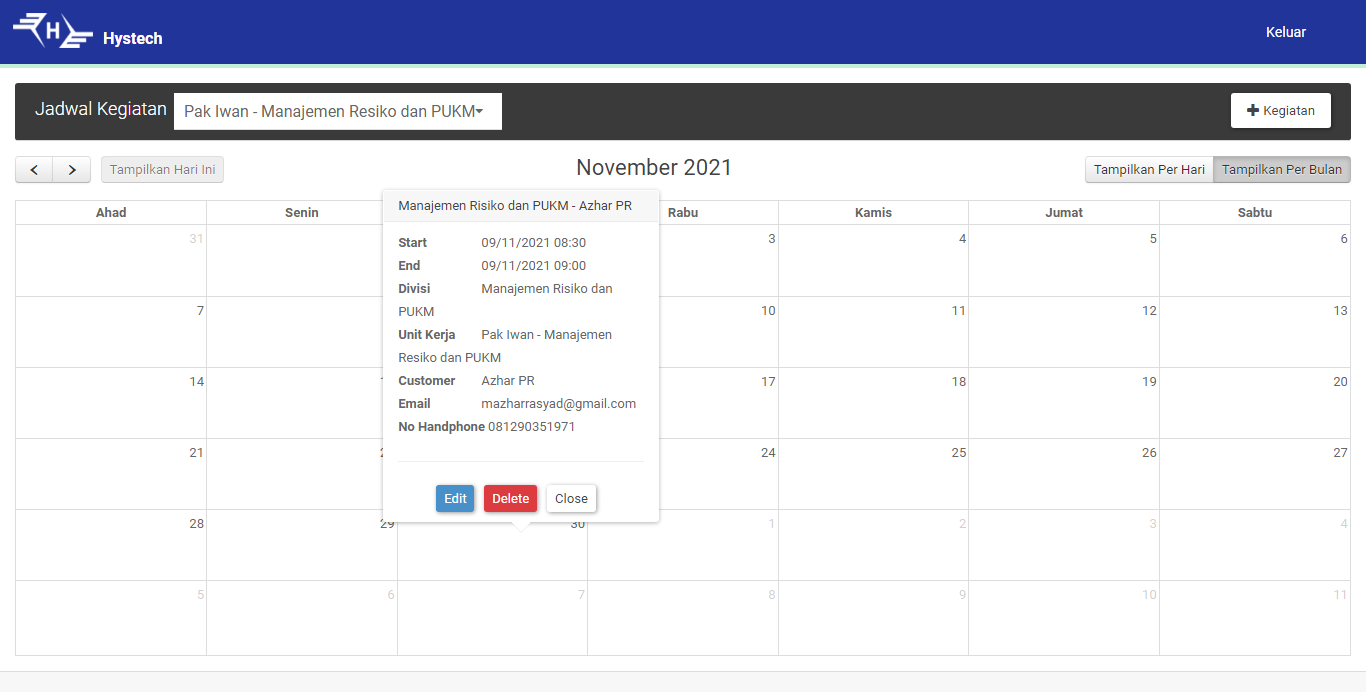 H
Hystech
Keluar
Jadwal Kegiatan
Pak Iwan - Manajemen Resiko dan PUKM
Kegiatan
Tampilkan Hari Ini
November 2021
Tampilkan Per Hari
Tampilkan Per Bulan
Manajemen Risiko dan PUKM - Azhar PR
Start 09/11/2021 08:30
End 09/11/2021 09:00
Divisi Manajemen Risiko dan
PUKM
Unit Kerja Pak Iwan - Manajemen
Resiko dan PUKM
Customer Azhar PR
Email mazharrasyad@gmail.com
No Handphone 081290351971
Edit Delete Close
Ahad Senin Rabu Kamis Jumat Sabtu
31 3 4 5 6
7 10 11 12 13
14 17 18 19 20
21 24 25 26 27
28 29 30 1 2 3 4
5 6 7 8 9 10 11